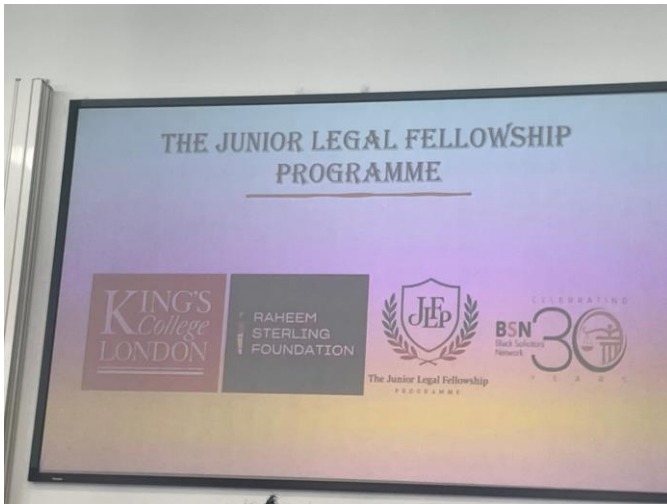 THE JUNIOR LEGAL FELLOWSHIP
PROGRAMME
KING'S
College
LONDON
RAHEEM
STERLING
FOUNDATION
JLFP
The Junior Legal Fellowship
PROGRAMME
CELEBRATING
BSN
Black Solicitors
Network
30
YEARS